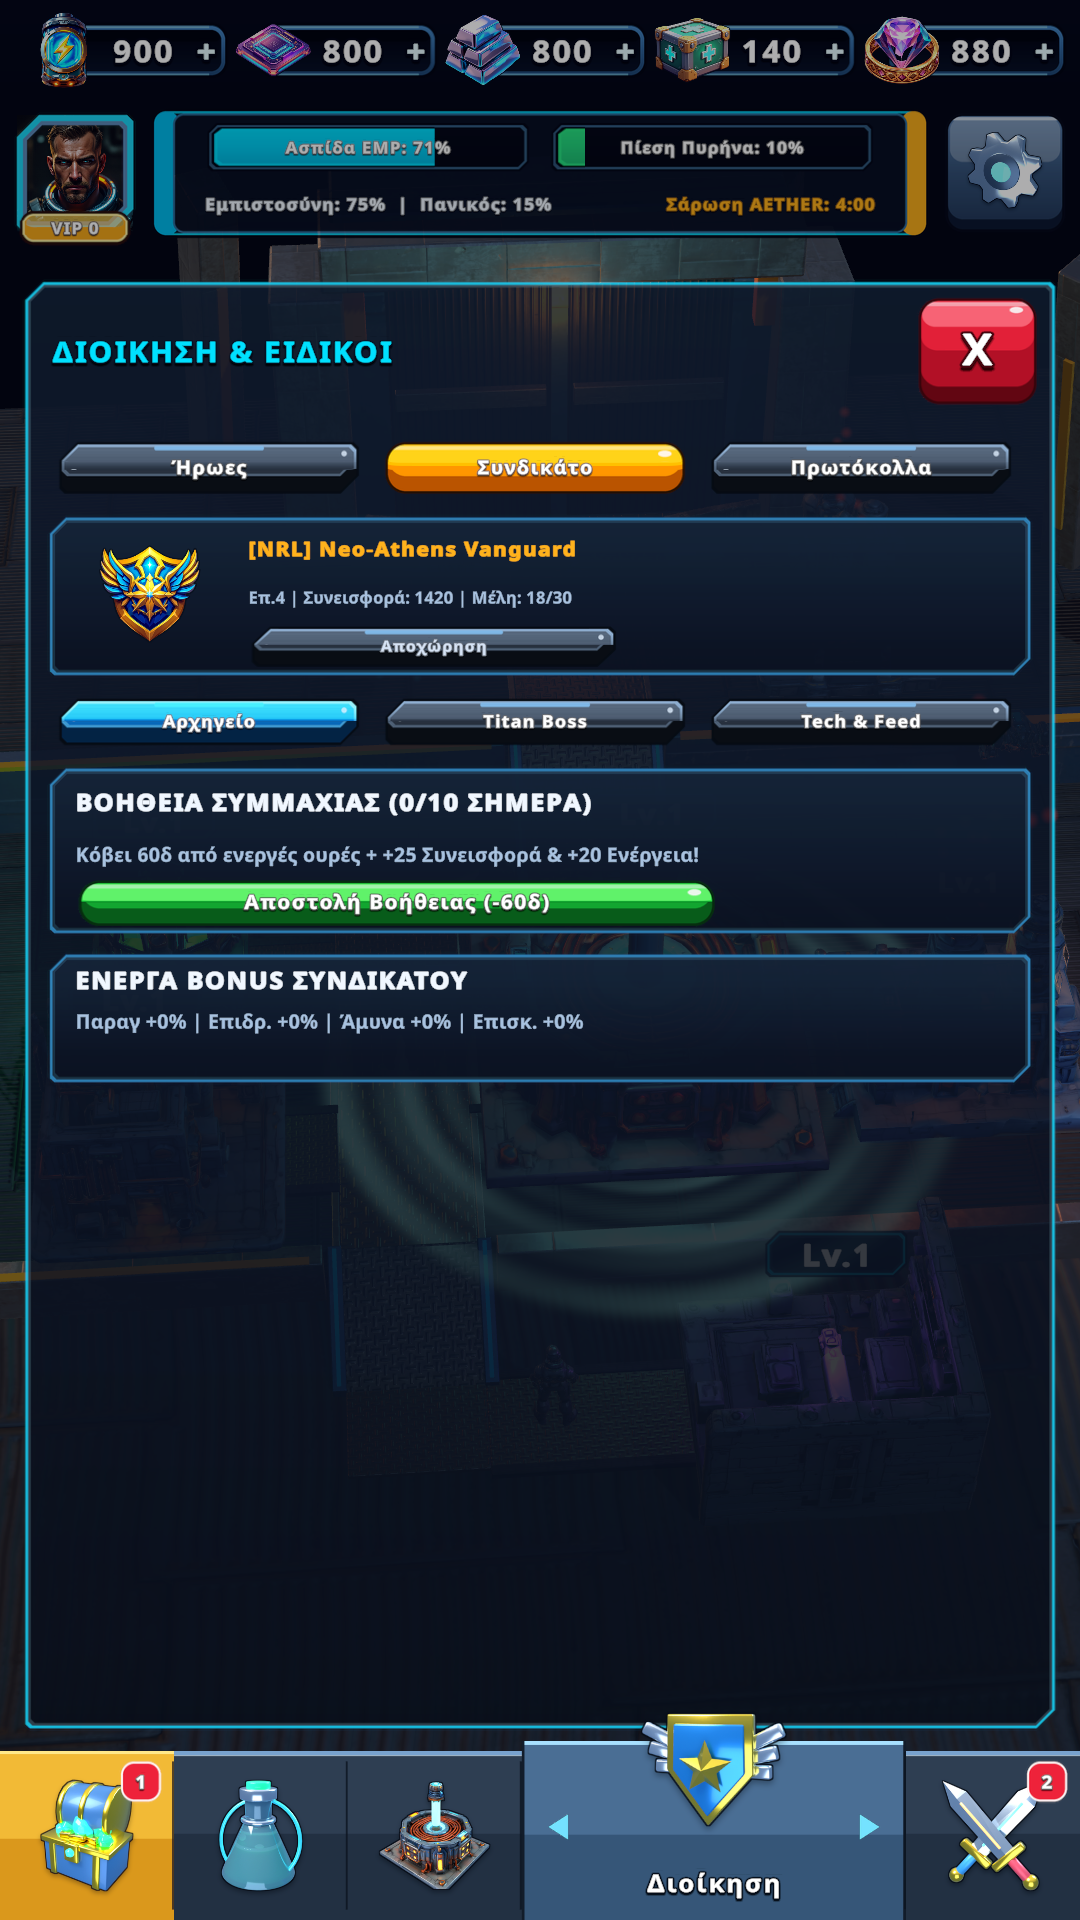 900 + 800 + 800 + 140 + 880 +
Ασπίδα EMP: 71% Πίεση Πυρήνα: 10%
VIP 0 Εμπιστοσύνη: 75% | Πανικός: 15% Σάρωση AETHER: 4:00
ΔΙΟΙΚΗΣΗ & ΕΙΔΙΚΟΙ X
Ήρωες Συνδικάτο Πρωτόκολλα
[NRL] Neo-Athens Vanguard
Επ.4 | Συνεισφορά: 1420 | Μέλη: 18/30
Αποχώρηση
Αρχηγείο Titan Boss Tech & Feed
ΒΟΗΘΕΙΑ ΣΥΜΜΑΧΙΑΣ (0/10 ΣΗΜΕΡΑ)
Κόβει 60δ από ενεργές ουρές + +25 Συνεισφορά & +20 Ενέργεια!
Αποστολή Βοήθειας (-60δ)
ΕΝΕΡΓΑ BONUS ΣΥΝΔΙΚΑΤΟΥ
Παραγ +0% | Επιδρ. +0% | Άμυνα +0% | Επισκ. +0%
Lv.1
1 2
Διοίκηση